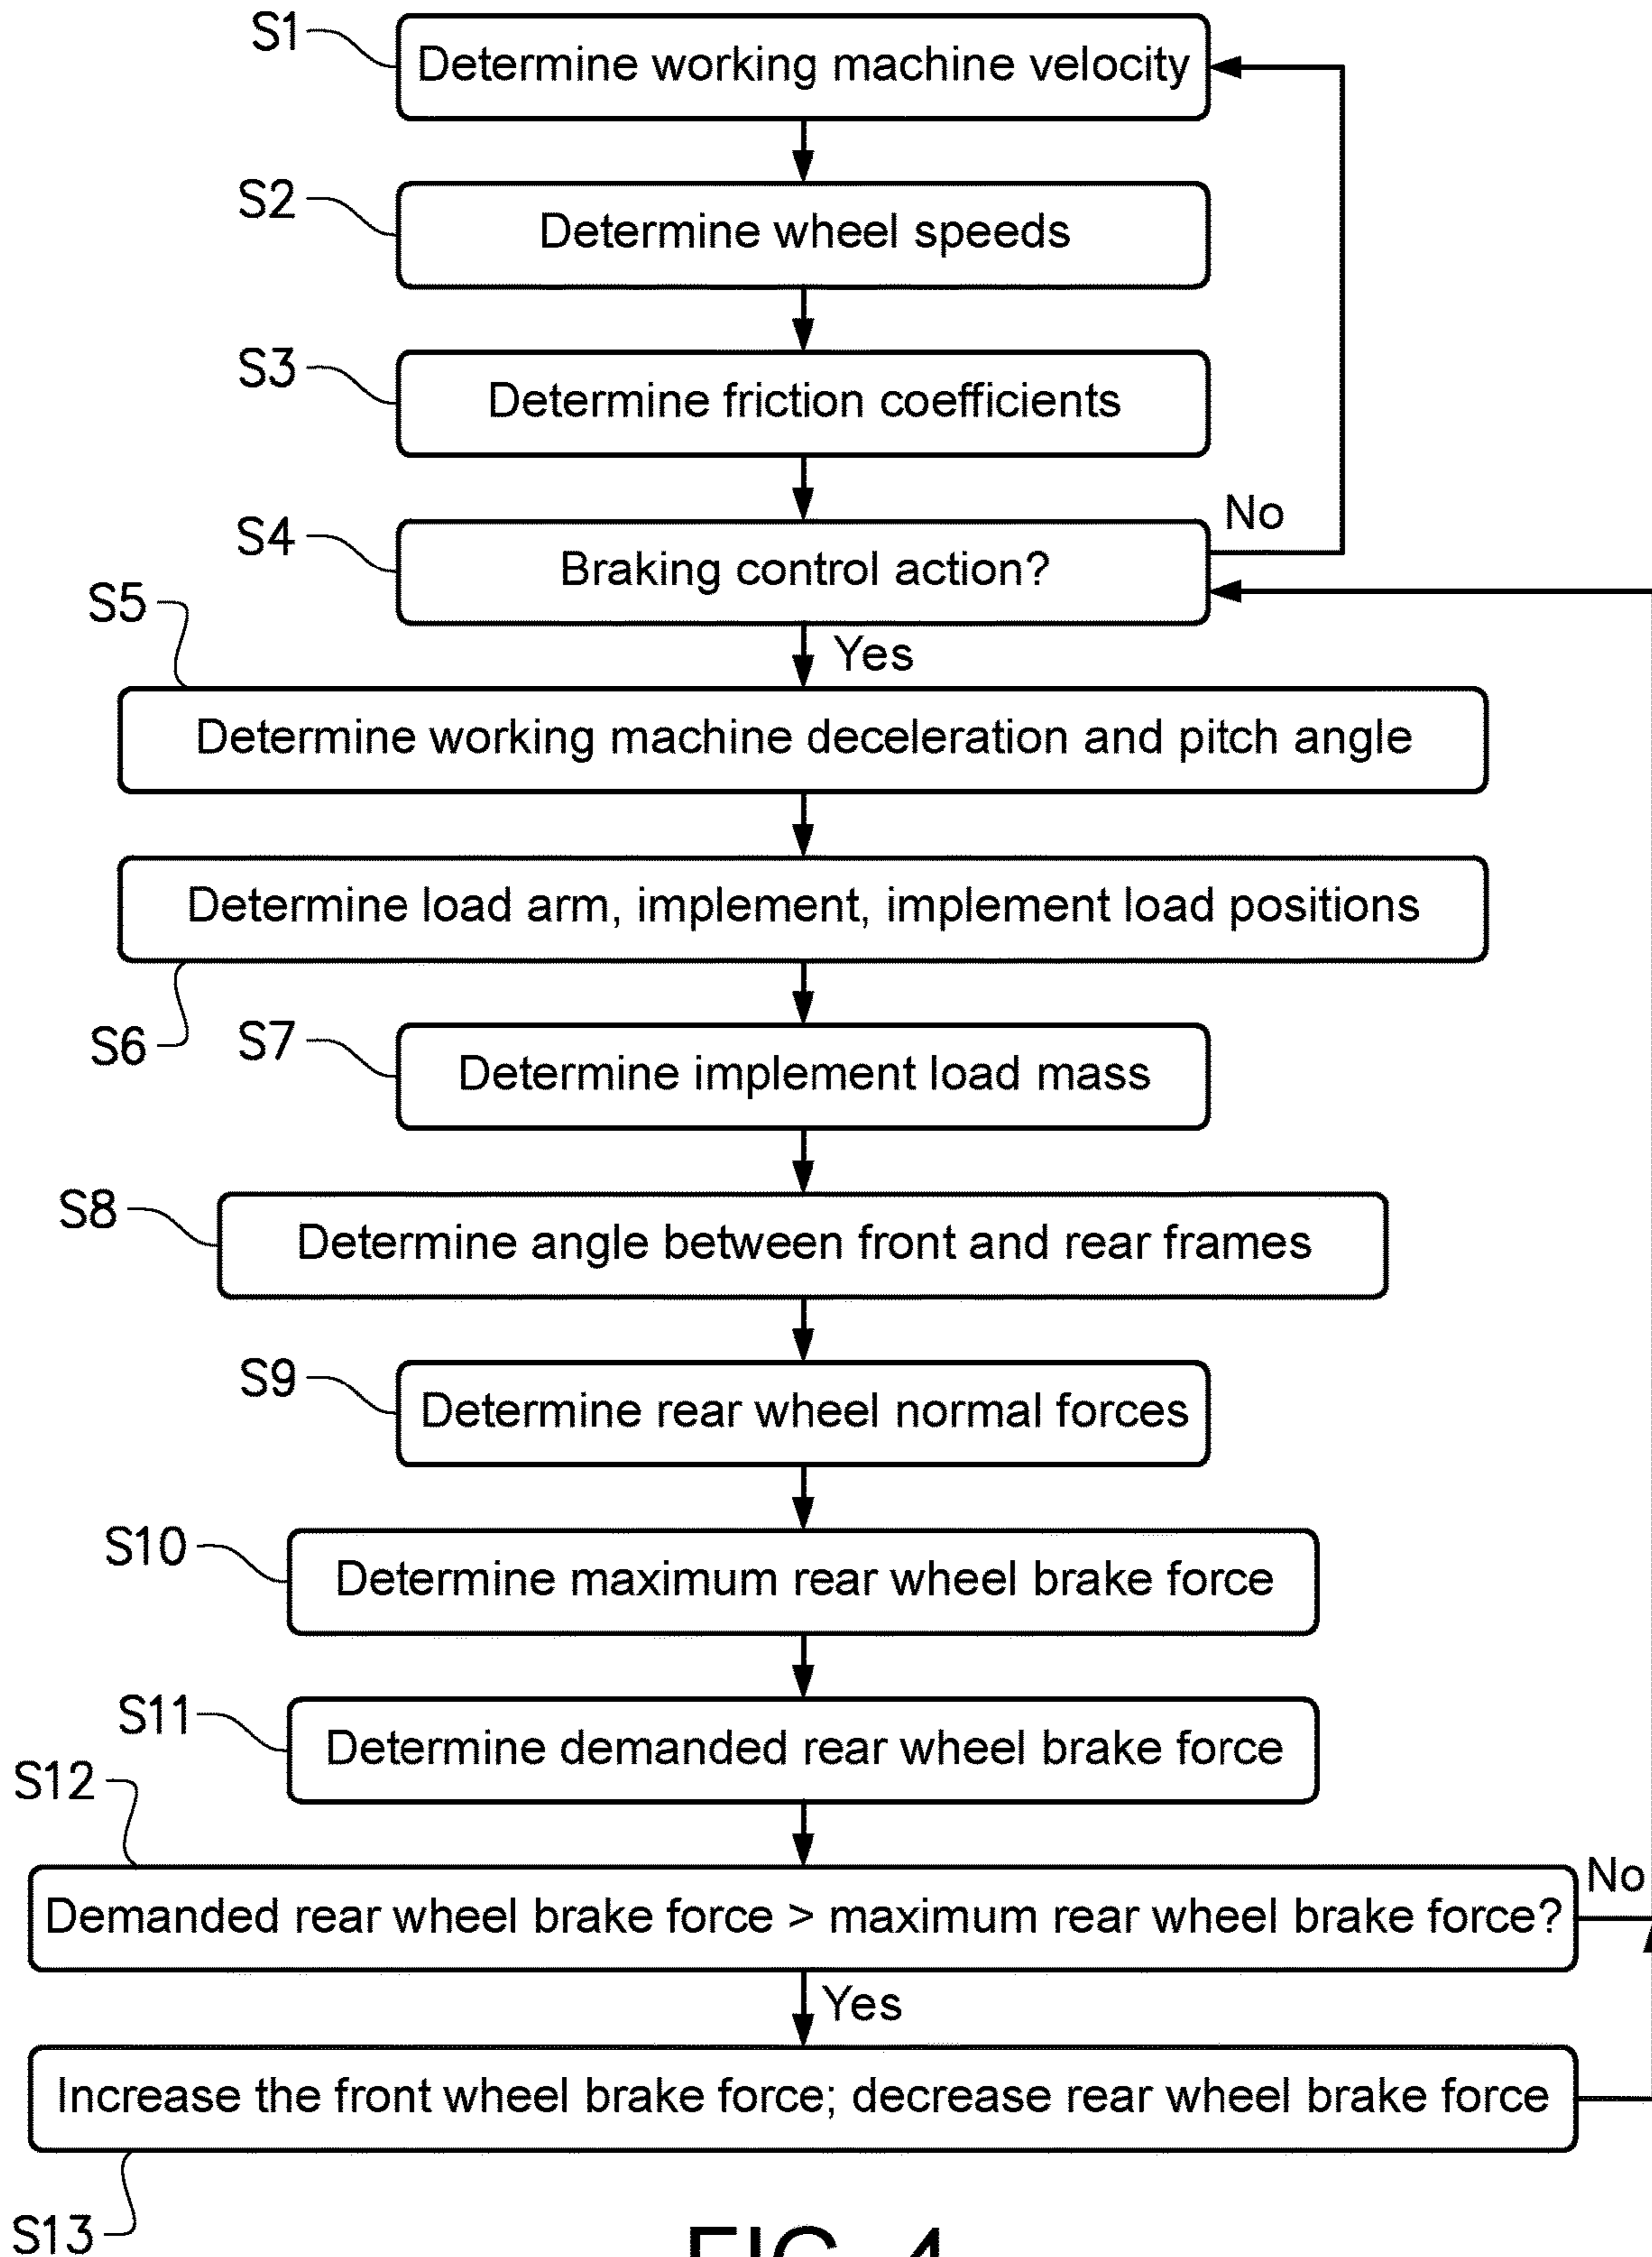 S1
Determine working machine velocity
S2
Determine wheel speeds
S3
Determine friction coefficients
S4
Braking control action?
No
Yes
S5
Determine working machine deceleration and pitch angle
Determine load arm, implement, implement load positions
S6
S7
Determine implement load mass
S8
Determine angle between front and rear frames
S9
Determine rear wheel normal forces
S10
Determine maximum rear wheel brake force
S11
Determine demanded rear wheel brake force
S12
Demanded rear wheel brake force > maximum rear wheel brake force?
No
Yes
Increase the front wheel brake force; decrease rear wheel brake force
S13
FIG. 4